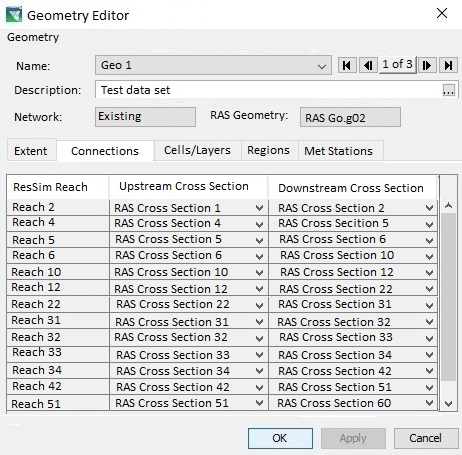 Geometry Editor
Geometry
Name: Geo 1 1 of 3
Description: Test data set ...
Network: Existing RAS Geometry: RAS Go.g02
Extent Connections Cells/Layers Regions Met Stations
ResSim Reach Upstream Cross Section Downstream Cross Section
Reach 2 RAS Cross Section 1 RAS Cross Section 2
Reach 4 RAS Cross Section 4 RAS Cross Secition 5
Reach 5 RAS Cross Section 5 RAS Cross Section 6
Reach 6 RAS Cross Section 6 RAS Cross Section 10
Reach 10 RAS Cross Section 10 RAS Cross Section 12
Reach 12 RAS Cross Section 12 RAS Cross Section 22
Reach 22 RAS Cross Section 22 RAS Cross Section 31
Reach 31 RAS Cross Section 31 RAS Cross Section 32
Reach 32 RAS Cross Section 32 RAS Cross Section 33
Reach 33 RAS Cross Section 33 RAS Cross Section 34
Reach 34 RAS Cross Section 34 RAS Cross Section 42
Reach 42 RAS Cross Section 42 RAS Cross Section 51
Reach 51 RAS Cross Section 51 RAS Cross Section 60
OK Apply Cancel